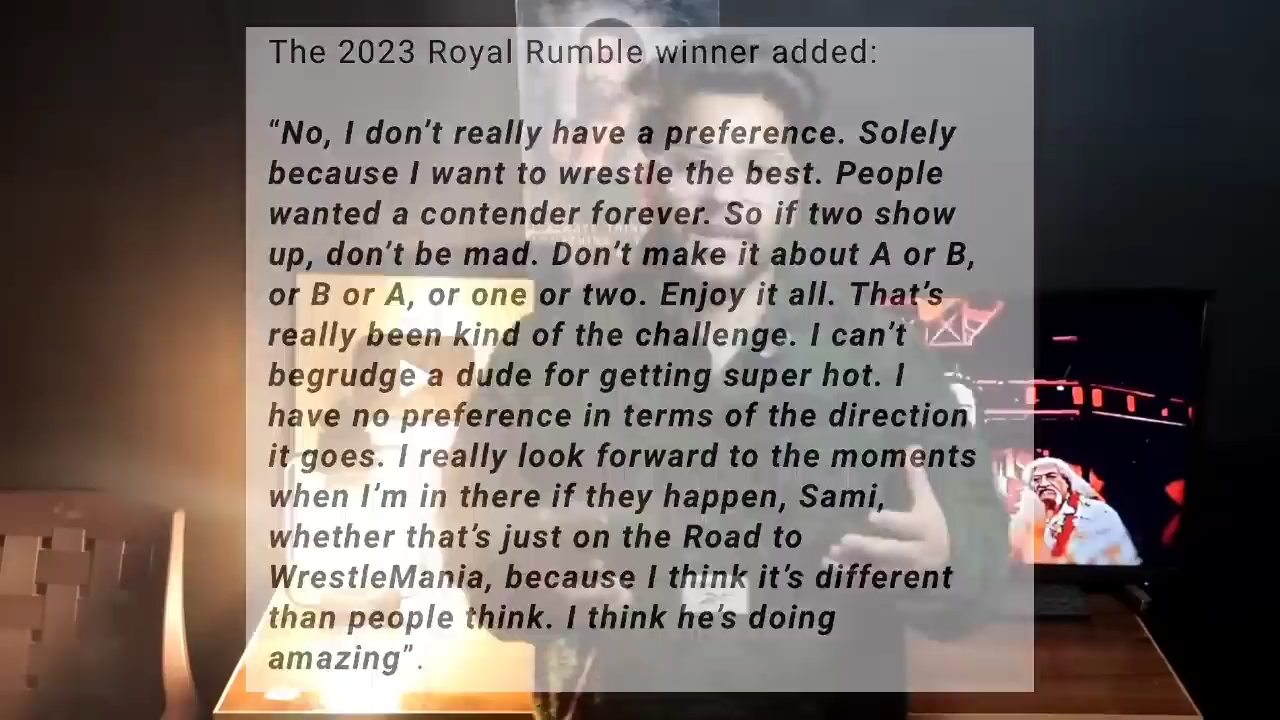 The 2023 Royal Rumble winner added:
“No, I don’t really have a preference. Solely
because I want to wrestle the best. People
wanted a contender forever. So if two show
up, don’t be mad. Don’t make it about A or B,
or B or A, or one or two. Enjoy it all. That’s
really been kind of the challenge. I can’t
begrudge a dude for getting super hot. I
have no preference in terms of the direction
it goes. I really look forward to the moments
when I’m in there if they happen, Sami,
whether that’s just on the Road to
WrestleMania, because I think it’s different
than people think. I think he’s doing
amazing”.